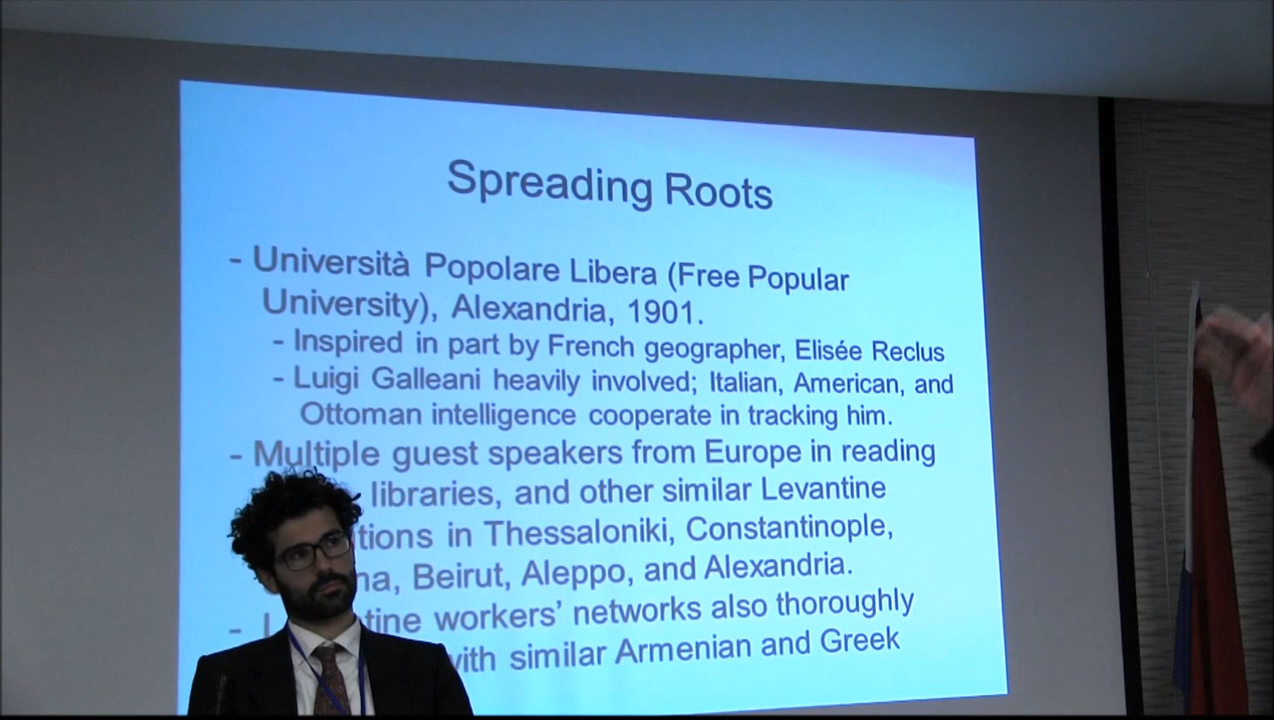 Spreading Roots
- Università Popolare Libera (Free Popular
University), Alexandria, 1901.
- Inspired in part by French geographer, Elisée Reclus
- Luigi Galleani heavily involved; Italian, American, and
Ottoman intelligence cooperate in tracking him.
- Multiple guest speakers from Europe in reading
libraries, and other similar Levantine
tions in Thessaloniki, Constantinople,
na, Beirut, Aleppo, and Alexandria.
- L tine workers’ networks also thoroughly
with similar Armenian and Greek